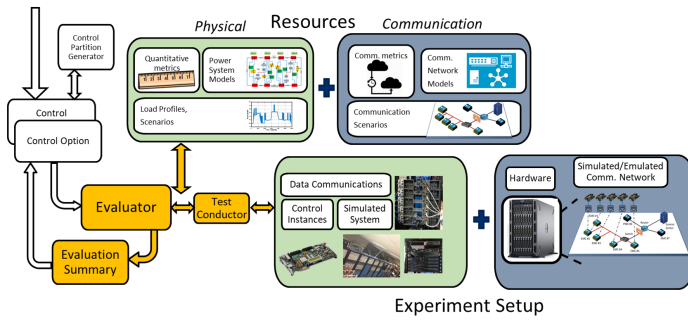 Physical
Resources
Communication
Control
Partition
Generator
Quantitative
metrics
Power
System
Models
Load Profiles,
Scenarios
Comm. metrics
Comm.
Network
Models
Communication
Scenarios
Control
Control Option
Evaluator
Test
Conductor
Evaluation
Summary
Data Communications
Control
Instances
Simulated
System
Hardware
Simulated/Emulated
Comm. Network
Experiment Setup